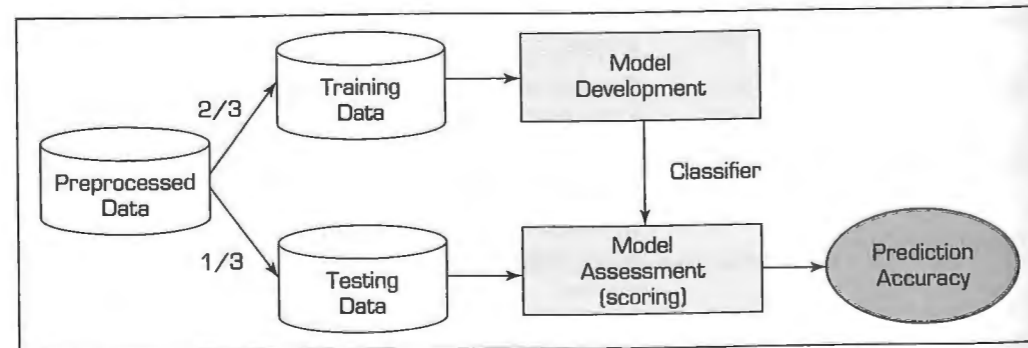 Preprocessed
Data
2/3
1/3
Training
Data
Testing
Data
Model
Development
Classifier
Model
Assessment
(scoring)
Prediction
Accuracy